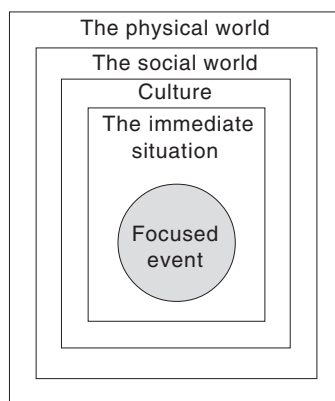 The physical world
The social world
Culture
The immediate
situation
Focused
event